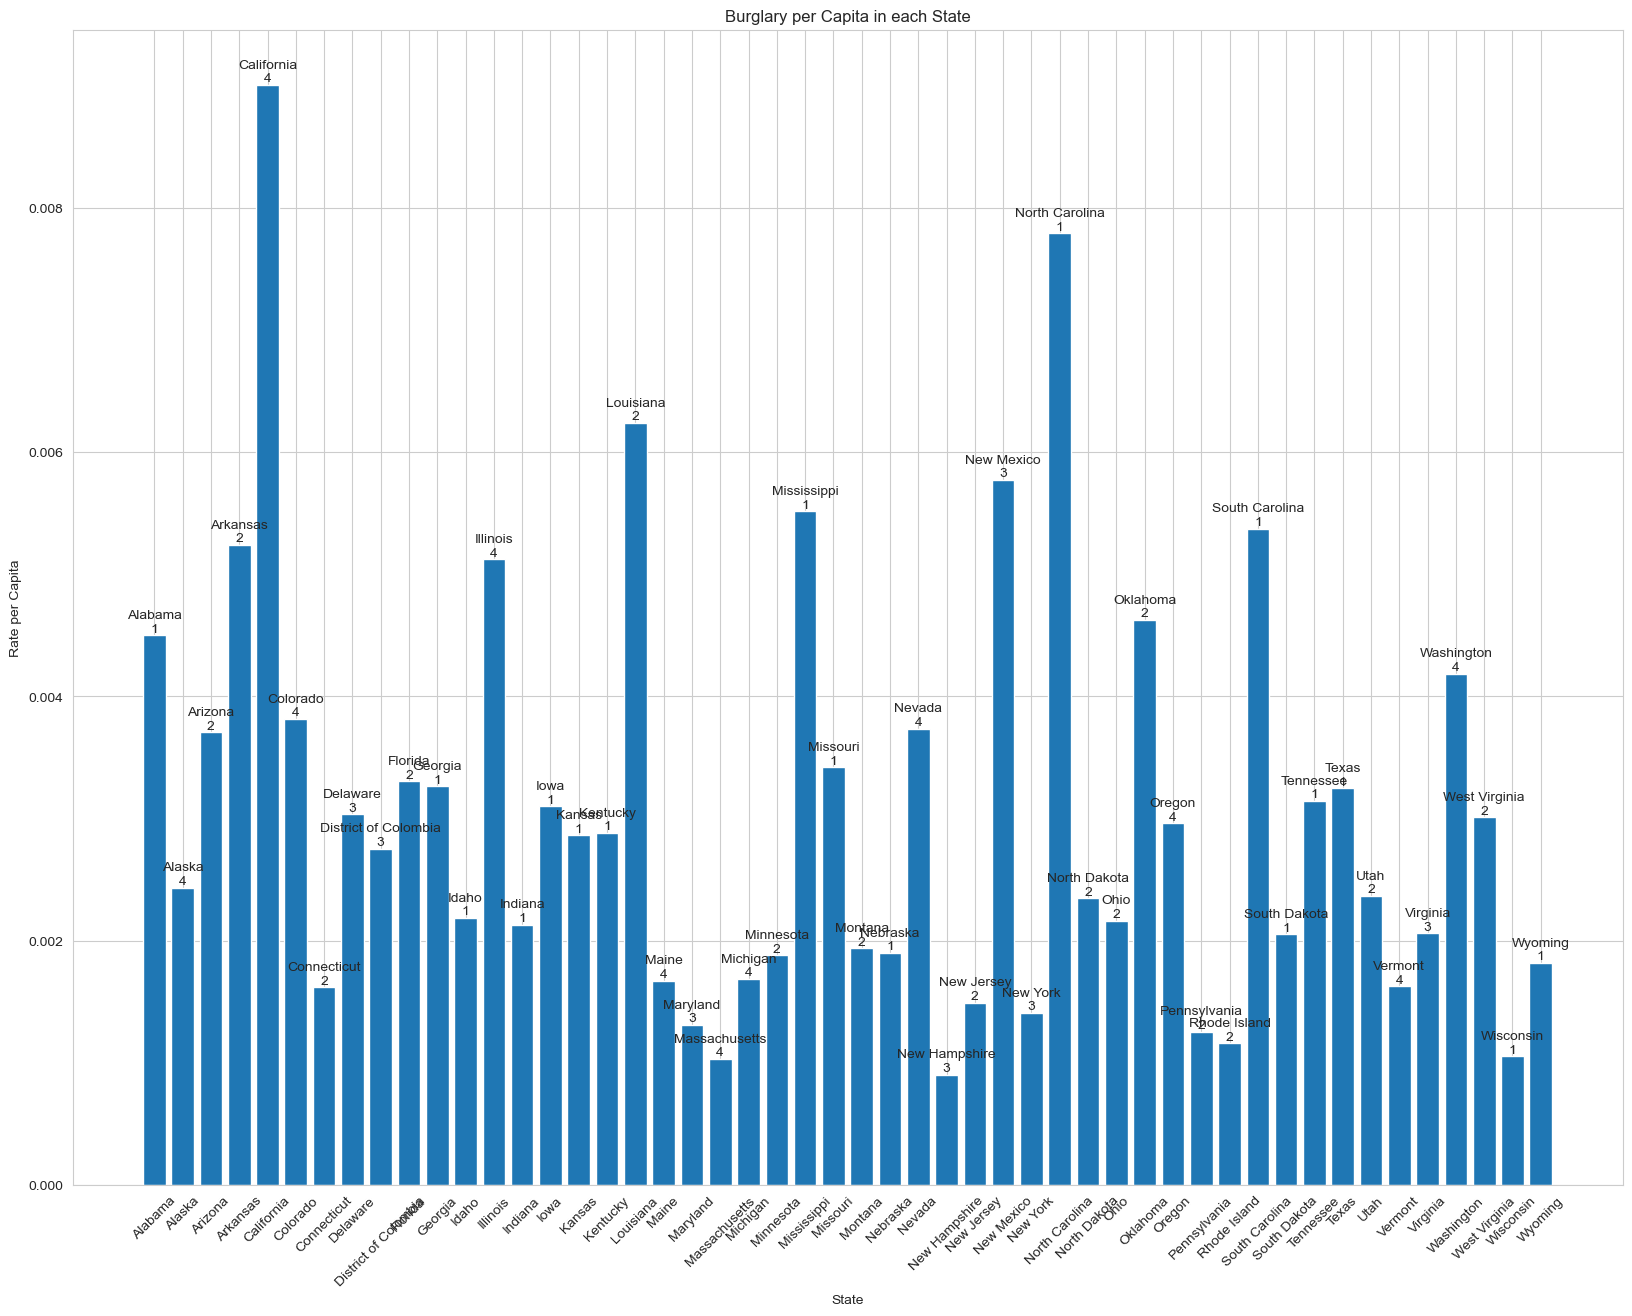 Burglary per Capita in each State
Rate per Capita
0.008
0.006
0.004
0.002
0.000
Alabama
1
Alaska
4
Arizona
2
Arkansas
2
California
4
Colorado
4
Connecticut
2
Delaware
3
District of Colombia
3
Florida
2
Georgia
1
Idaho
1
Illinois
4
Indiana
1
Iowa
1
Kansas
1
Kentucky
1
Louisiana
2
Maine
4
Maryland
3
Massachusetts
4
Michigan
4
Minnesota
2
Mississippi
1
Missouri
1
Montana
2
Nebraska
1
Nevada
4
New Hampshire
3
New Jersey
2
New Mexico
3
New York
3
North Carolina
1
North Dakota
2
Ohio
2
Oklahoma
2
Oregon
4
Pennsylvania
2
Rhode Island
2
South Carolina
1
South Dakota
1
Tennessee
1
Texas
1
Utah
2
Vermont
4
Virginia
3
Washington
4
West Virginia
2
Wisconsin
1
Wyoming
1
Alabama
Alaska
Arizona
Arkansas
California
Colorado
Connecticut
Delaware
District of Colombia
Florida
Georgia
Idaho
Illinois
Indiana
Iowa
Kansas
Kentucky
Louisiana
Maine
Maryland
Massachusetts
Michigan
Minnesota
Mississippi
Missouri
Montana
Nebraska
Nevada
New Hampshire
New Jersey
New Mexico
New York
North Carolina
North Dakota
Ohio
Oklahoma
Oregon
Pennsylvania
Rhode Island
South Carolina
South Dakota
Tennessee
Texas
Utah
Vermont
Virginia
Washington
West Virginia
Wisconsin
Wyoming
State